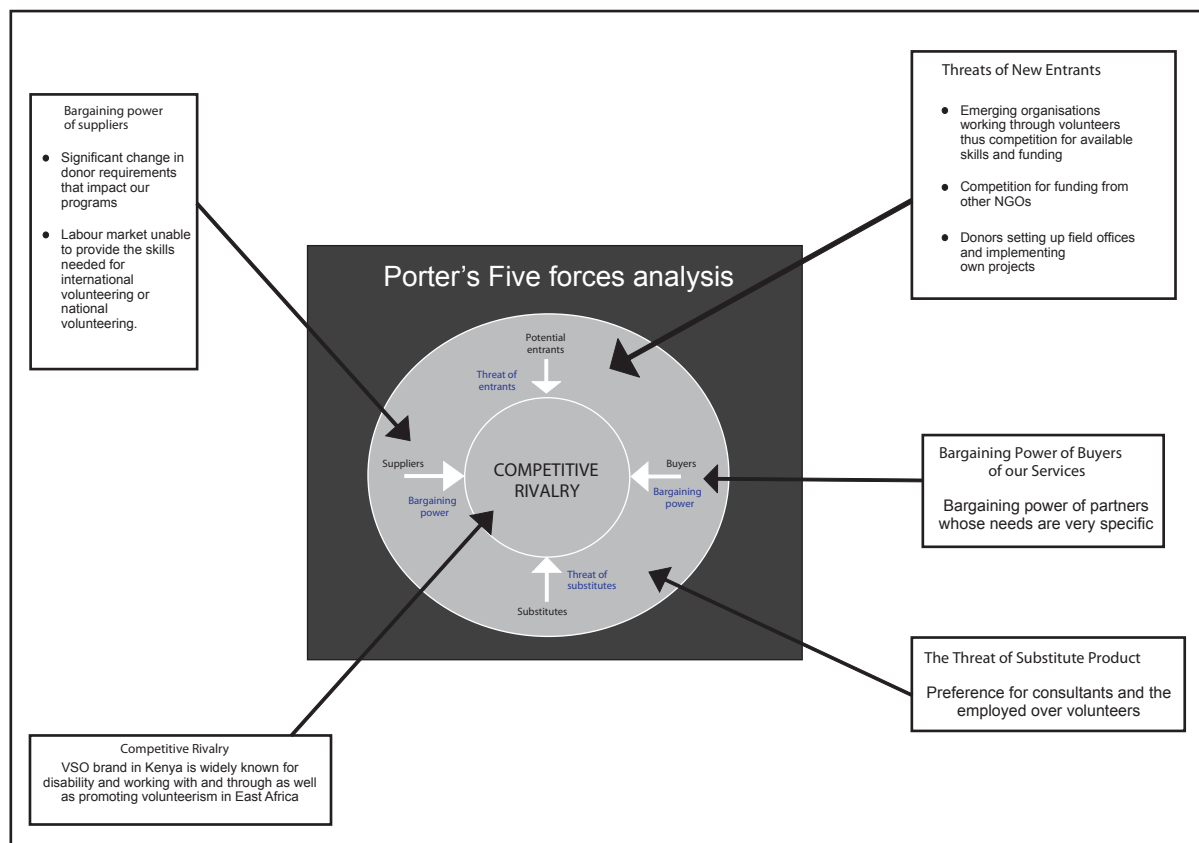 Bargaining power
of suppliers
● Significant change in
donor requirements
that impact our
programs
● Labour market unable
to provide the skills
needed for
international
volunteering or
national
volunteering.
Threats of New Entrants
● Emerging organisations
working through volunteers
thus competition for available
skills and funding
● Competition for funding from
other NGOs
● Donors setting up field offices
and implementing
own projects
Porter’s Five forces analysis
Potential
entrants
Threat of
entrants
Suppliers
Bargaining
power
COMPETITIVE
RIVALRY
Buyers
Bargaining
power
Threat of
substitutes
Substitutes
Bargaining Power of Buyers
of our Services
Bargaining power of partners
whose needs are very specific
The Threat of Substitute Product
Preference for consultants and the
employed over volunteers
Competitive Rivalry
VSO brand in Kenya is widely known for
disability and working with and through as well
as promoting volunteerism in East Africa